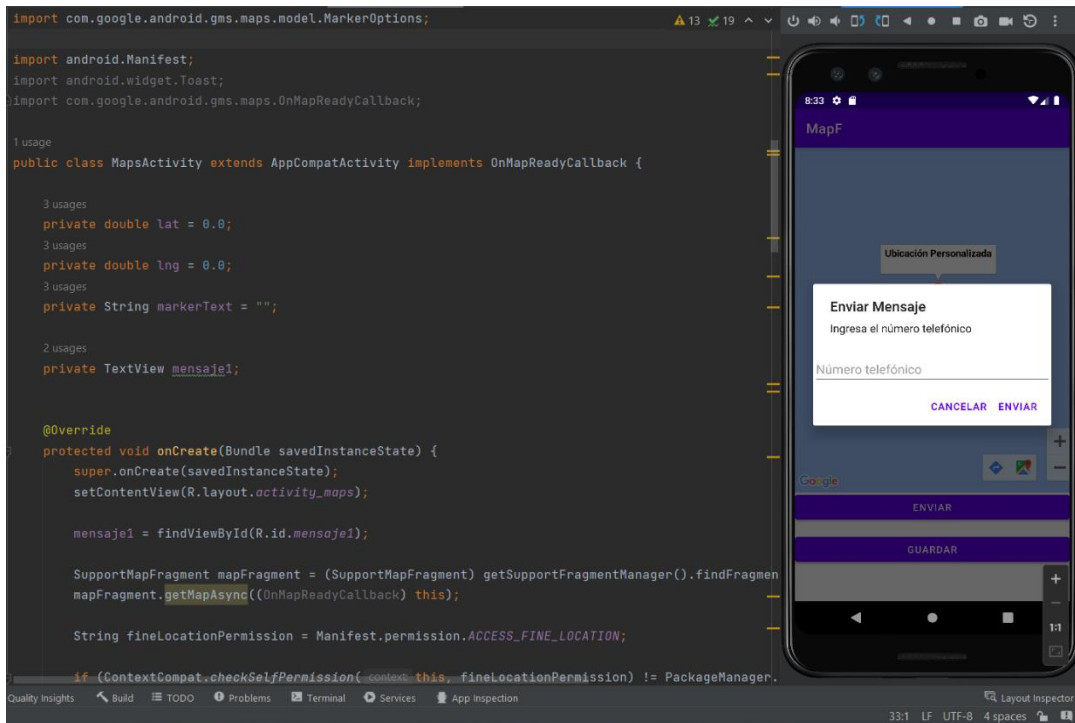 import com.google.android.gms.maps.model.MarkerOptions;
13 19
import android.Manifest;
import android.widget.Toast;
import com.google.android.gms.maps.OnMapReadyCallback;
1 usage
public class MapsActivity extends AppCompatActivity implements OnMapReadyCallback {
3 usages
private double lat = 0.0;
3 usages
private double lng = 0.0;
3 usages
private String markerText = "";
2 usages
private TextView mensaje1;
@Override
protected void onCreate(Bundle savedInstanceState) {
super.onCreate(savedInstanceState);
setContentView(R.layout.activity_maps);
mensaje1 = findViewById(R.id.mensaje1);
SupportMapFragment mapFragment = (SupportMapFragment) getSupportFragmentManager().findFragmen
mapFragment.getMapAsync((OnMapReadyCallback) this);
String fineLocationPermission = Manifest.permission.ACCESS_FINE_LOCATION;
if (ContextCompat.checkSelfPermission( context: this, fineLocationPermission) != PackageManager.
8:33
MapF
Ubicación Personalizada
Enviar Mensaje
Ingresa el número telefónico
Número telefónico
CANCELAR ENVIAR
+
−
Google
ENVIAR
GUARDAR
+
−
1:1
Quality Insights Build TODO Problems Terminal Services App Inspection Layout Inspector
33:1 LF UTF-8 4 spaces